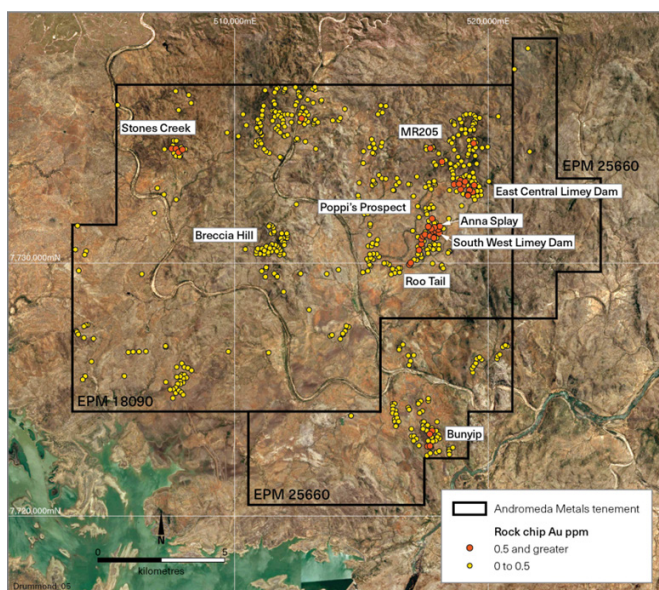 510,000mE
520,000mE
Stones Creek
MR205
EPM 25660
East Central Limey Dam
Poppi's Prospect
Anna Splay
Breccia Hill
South West Limey Dam
7,730,000mN
Roo Tail
EPM 18090
Bunyip
EPM 25660
7,720,000mN
N
0
5
kilometres
Drummond_05
Andromeda Metals tenement
Rock chip Au ppm
0.5 and greater
0 to 0.5